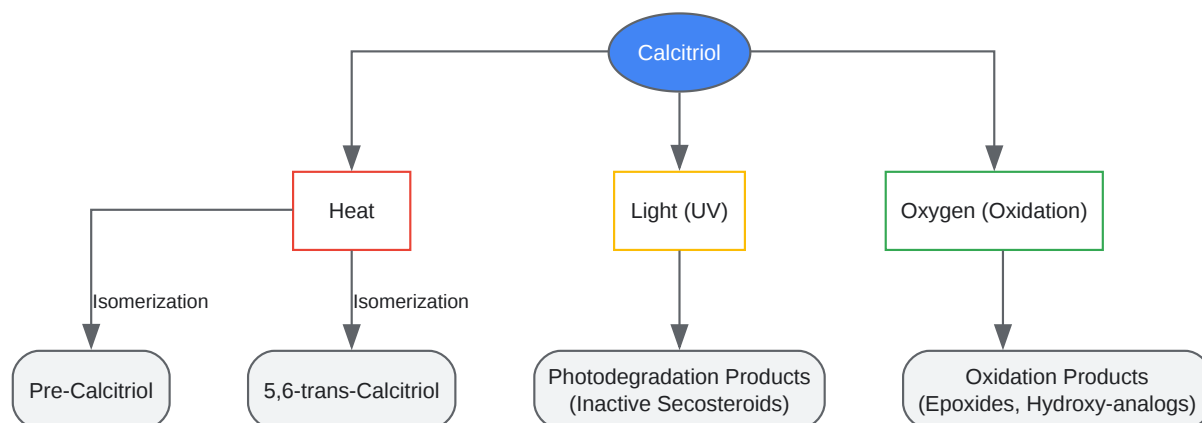 Calcitriol
Heat
Light (UV)
Oxygen (Oxidation)
Isomerization
Isomerization
Pre-Calcitriol
5,6-trans-Calcitriol
Photodegradation Products
(Inactive Secosteroids)
Oxidation Products
(Epoxides, Hydroxy-analogs)